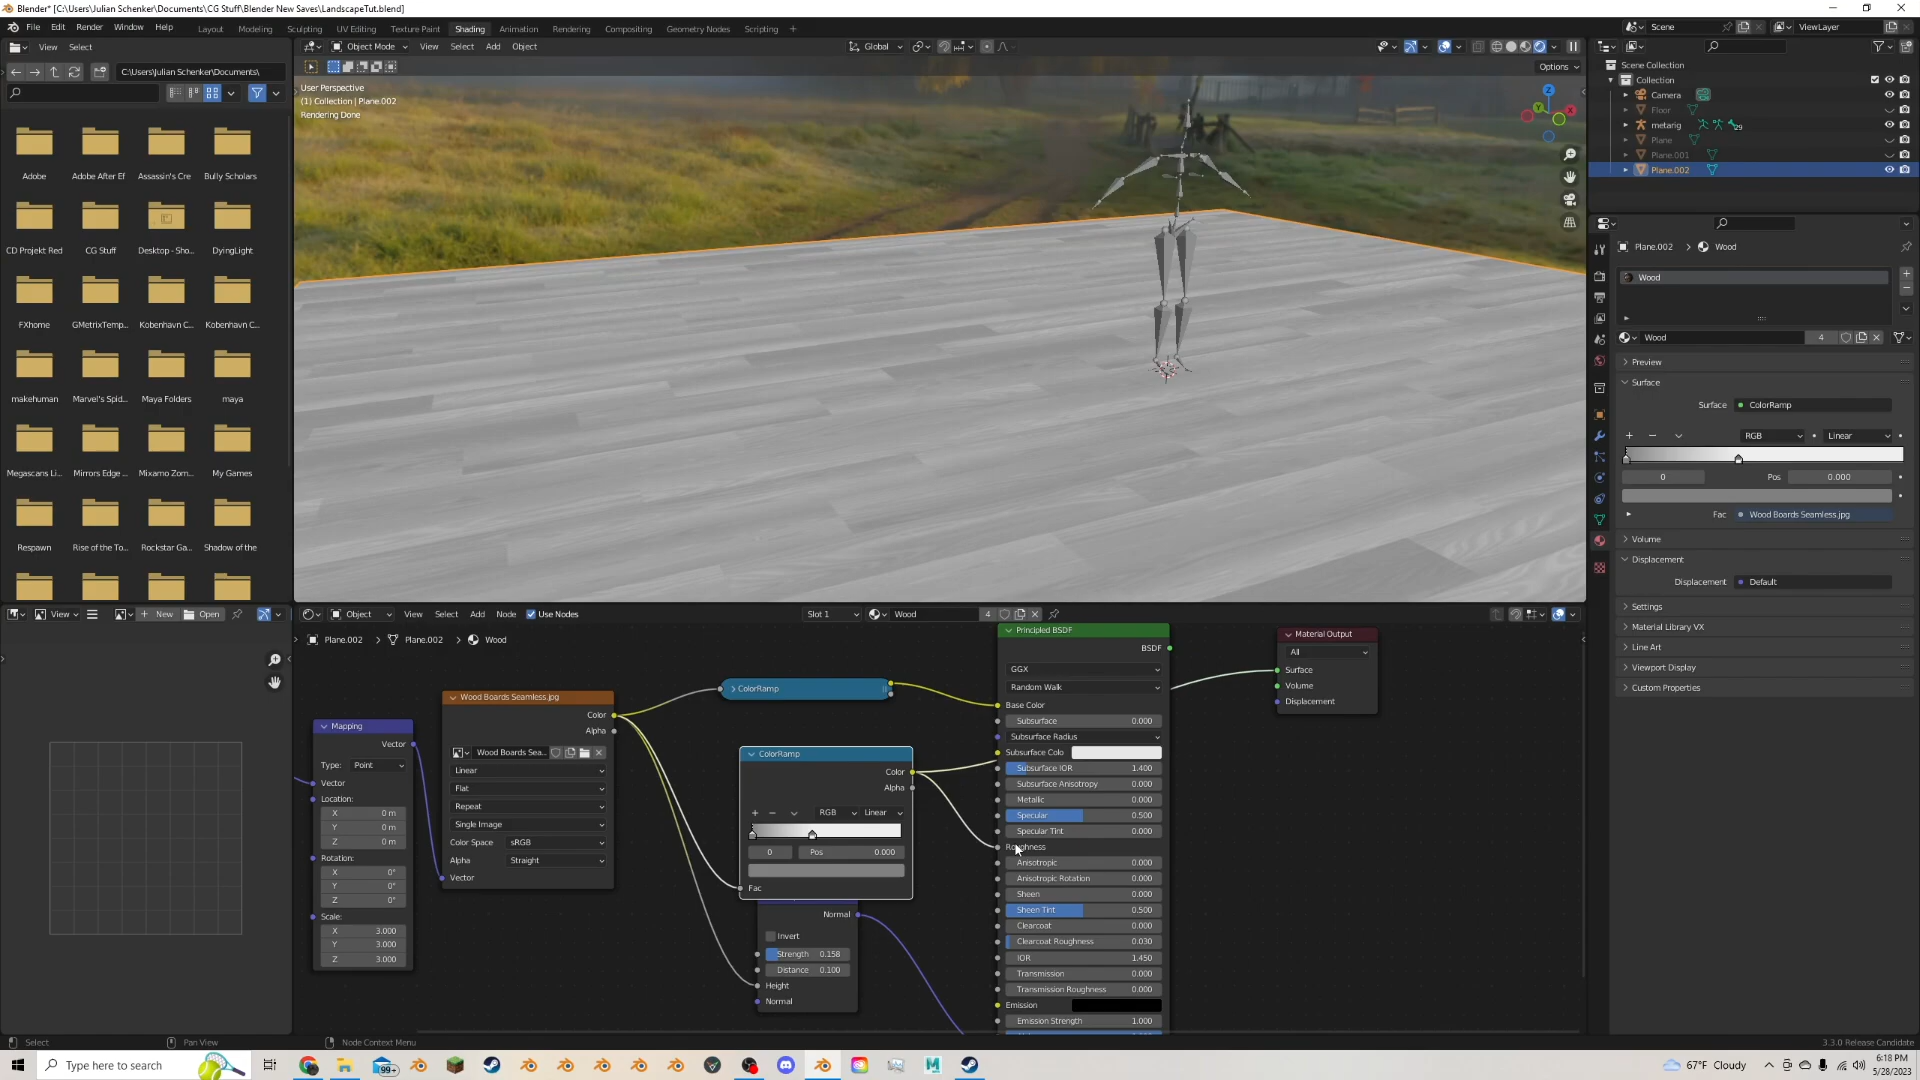 Blender* [C:\Users\Julian Schenker\Documents\CG Stuff\Blender New Saves\LandscapeTut.blend]
File Edit Render Window Help
Layout Modeling Sculpting UV Editing Texture Paint Shading Animation Rendering Compositing Geometry Nodes Scripting +
Scene
ViewLayer
View Select
Object Mode View Select Add Object
Global
C:\Users\Julian Schenker\Documents\
Options
User Perspective
(1) Collection | Plane.002
Rendering Done
Scene Collection
Collection
Camera
Floor
metarig
29
Plane
Plane.001
Plane.002
Adobe
Adobe After Ef
Assassin's Cre
Bully Scholars
CD Projekt Red
CG Stuff
Desktop - Sho...
DyingLight
FXhome
GMetrixTemp...
Kobenhavn C...
Kobenhavn C...
makehuman
Marvel's Spid...
Maya Folders
maya
Megascans Li...
Mirrors Edge ...
Mixamo Zom...
My Games
Respawn
Rise of the To...
Rockstar Ga...
Shadow of the
Plane.002 > Wood
Wood
Wood 4
Preview
Surface
Surface ColorRamp
RGB Linear
0 Pos 0.000
Fac Wood Boards Seamless.jpg
Volume
Displacement
Displacement Default
Settings
Material Library VX
Line Art
Viewport Display
Custom Properties
View + New Open
Object View Select Add Node Use Nodes
Slot 1 Wood 4
Plane.002 > Plane.002 > Wood
Mapping
Vector
Type: Point
Vector
Location:
X 0 m
Y 0 m
Z 0 m
Rotation:
X 0°
Y 0°
Z 0°
Scale:
X 3.000
Y 3.000
Z 3.000
Wood Boards Seamless.jpg
Color
Alpha
Wood Boards Sea...
Linear
Flat
Repeat
Single Image
Color Space sRGB
Alpha Straight
Vector
ColorRamp
ColorRamp
Color
Alpha
RGB Linear
0 Pos 0.000
Fac
Normal
Invert
Strength 0.158
Distance 0.100
Height
Normal
Principled BSDF
BSDF
GGX
Random Walk
Base Color
Subsurface 0.000
Subsurface Radius
Subsurface Colo
Subsurface IOR 1.400
Subsurface Anisotropy 0.000
Metallic 0.000
Specular 0.500
Specular Tint 0.000
Roughness
Anisotropic 0.000
Anisotropic Rotation 0.000
Sheen 0.000
Sheen Tint 0.500
Clearcoat 0.000
Clearcoat Roughness 0.030
IOR 1.450
Transmission 0.000
Transmission Roughness 0.000
Emission
Emission Strength 1.000
Material Output
All
Surface
Volume
Displacement
Select
Pan View
Node Context Menu
3.3.0 Release Candidate
Type here to search
99+
67°F Cloudy
6:18 PM
5/28/2023